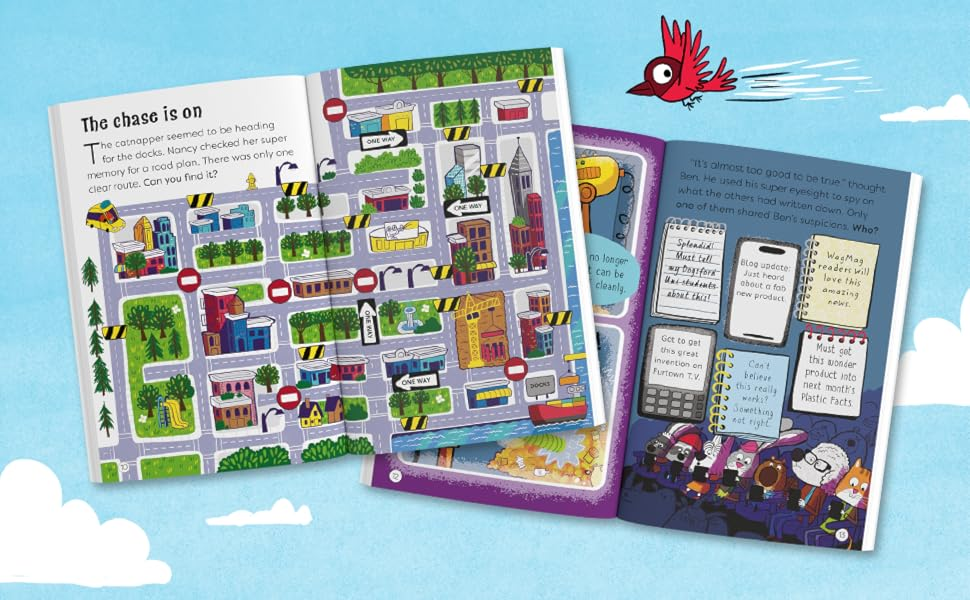 The chase is on
The catnapper seemed to be heading
for the docks. Nancy checked her super
memory for a road plan. There was only one
clear route. Can you find it?
ONE WAY
ONE WAY
ONE WAY
ONE WAY
DOCKS
no longer
can be
cleanly.
12
"It's almost too good to be true," thought
Ben. He used his super eyesight to spy on
what the others had written down. Only
one of them shared Ben's suspicions. Who?
Splendid!
Must tell
my Dogsford
Uni students
about this!
Blog update:
Just heard
about a fab
new product.
WagMag
readers will
love this
amazing
news.
Got to get
this great
invention on
Furtown T.V.
Can't
believe
this really
works?
Something
not right...
Must get
this wonder
product into
next month's
Plastic Facts.
13